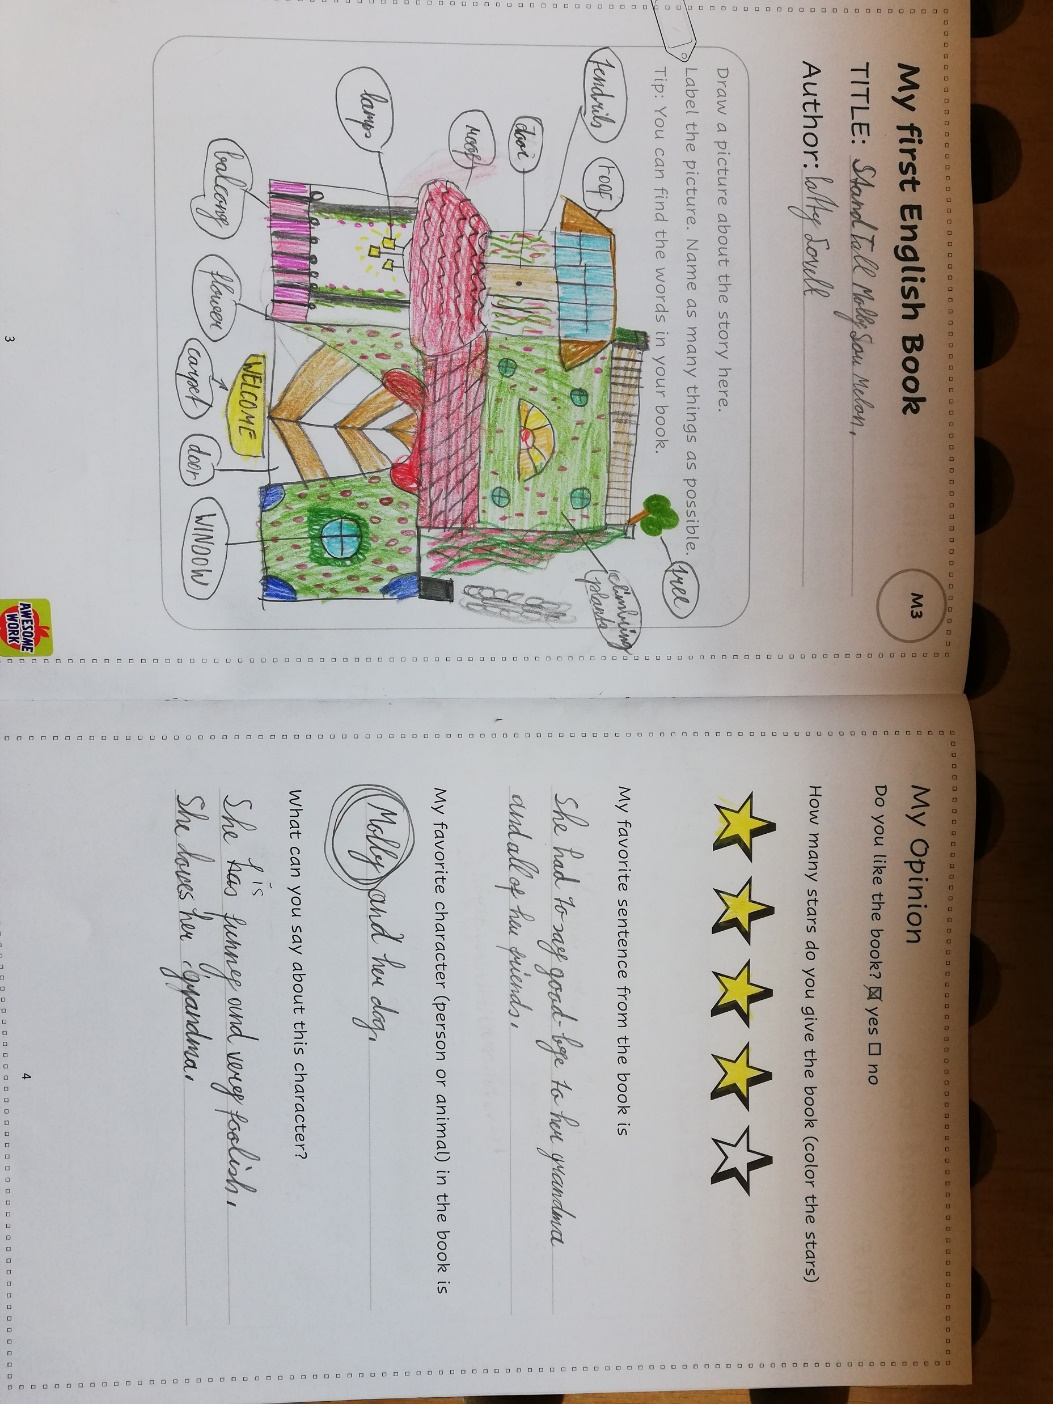 My first English Book
M3
TITLE: Stand Tall Molly Lou Melon.
Author: Patty Lovell
Draw a picture about the story here.
Label the picture. Name as many things as possible.
Tip: You can find the words in your book.
tendrils
roof
tree
door
climbing
plants
roof
lamp
balcony
flower
carpet
door
WINDOW
WELCOME
AWESOME
WORK
3
My Opinion
Do you like the book? ☒ yes ☐ no
How many stars do you give the book (color the stars)
My favorite sentence from the book is
She had to say good-bye to her grandma
and all of her friends.
My favorite character (person or animal) in the book is
Molly and her dog.
What can you say about this character?
is
She has funny and very foolish.
She loves her grandma.
4